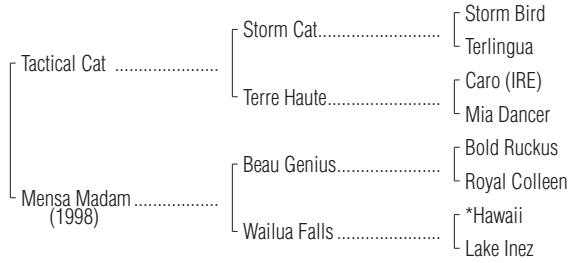 Storm Bird
Storm Cat
Terlingua
Tactical Cat
Caro (IRE)
Terre Haute
Mia Dancer
Bold Ruckus
Beau Genius
Royal Colleen
Mensa Madam
(1998)
*Hawaii
Wailua Falls
Lake Inez